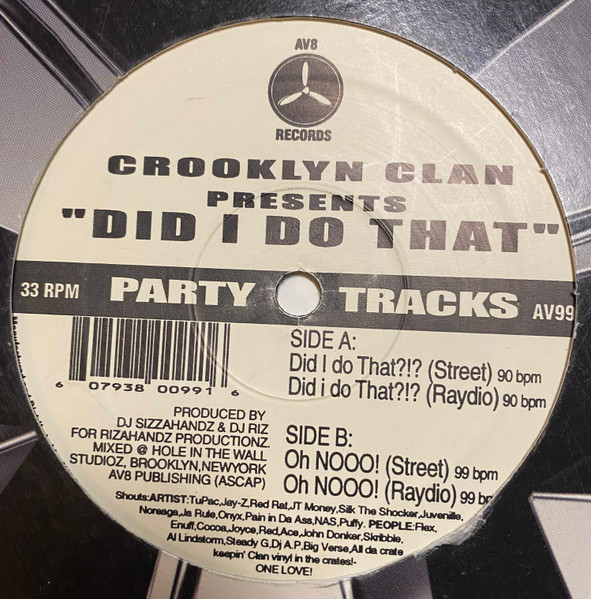 AV8
RECORDS
CROOKLYN CLAN
PRESENTS
"DID I DO THAT"
33 RPM PARTY TRACKS AV99
SIDE A:
Did I do That?!? (Street) 90 bpm
Did i do That?!? (Raydio) 90 bpm
6 07938 00991 6
PRODUCED BY
DJ SIZZAHANDZ & DJ RIZ
FOR RIZAHANDZ PRODUCTIONZ.
MIXED @ HOLE IN THE WALL
STUDIOZ, BROOKLYN,NEWYORK
AV8 PUBLISHING (ASCAP)
SIDE B:
Oh NOOO! (Street) 99 bpm
Oh NOOO! (Raydio) 99 bp
Shouts:ARTIST:TuPac,Jay-Z,Red Rat,JT Money,Silk The Shocker,Juvenille,
Noreaga,Ja Rule,Onyx,Pain in Da Ass,NAS,Puffy. PEOPLE:Flex,
Enuff,Cocoa,Joyce,Red,Ace,John Donker,Skribble,
Al Lindstorm,Steady G,Dj A.P,Big Verse,All da crate
keepin' Clan vinyl in the crates!-
ONE LOVE!